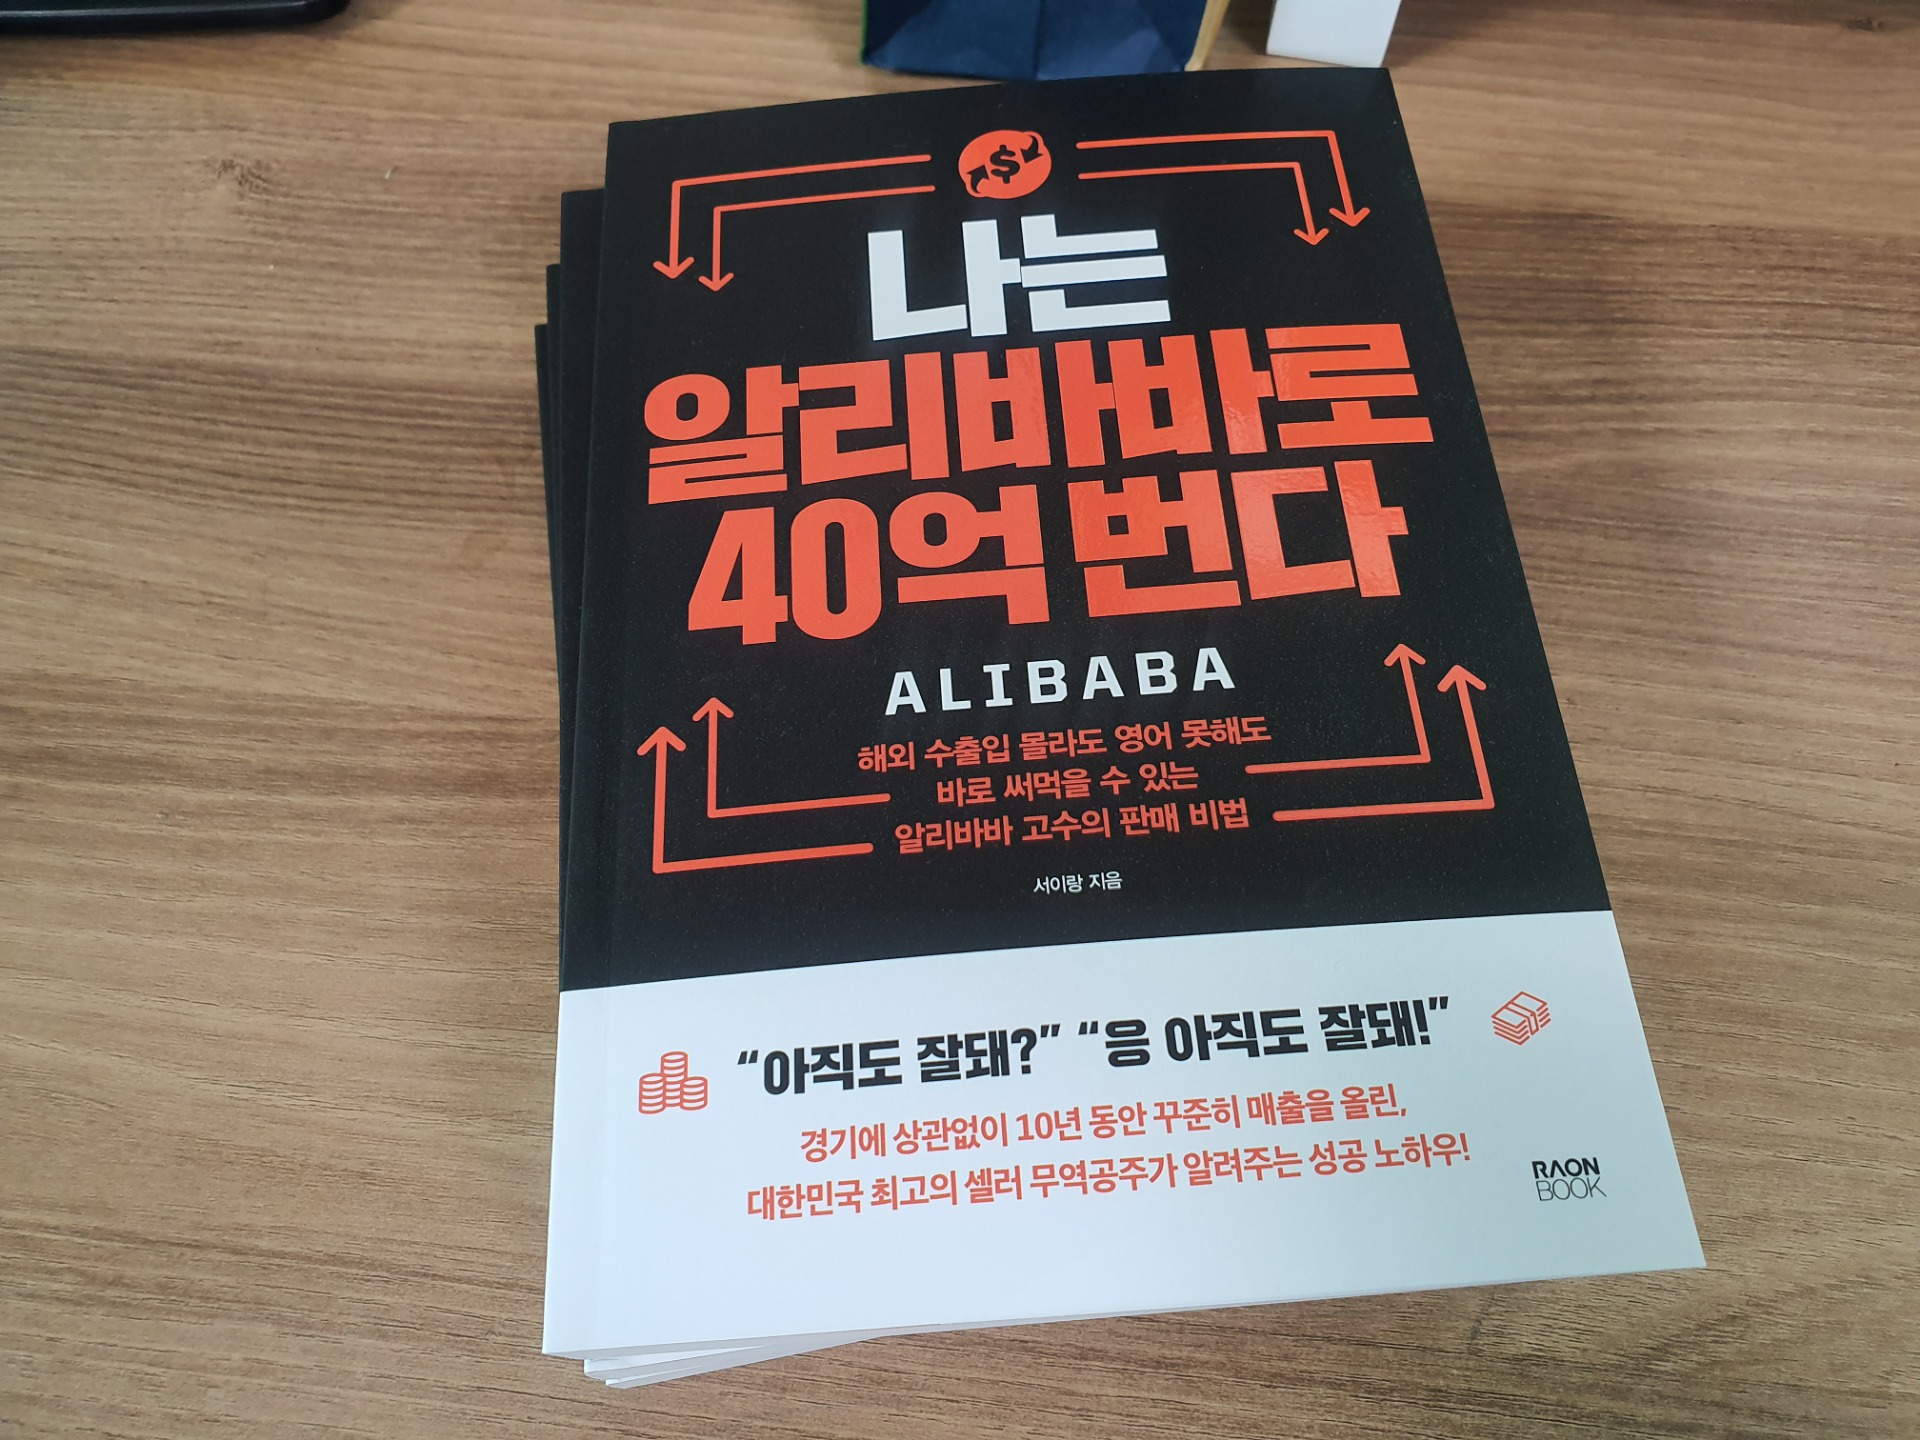 $
나는
알리바바로
40억 번다
ALIBABA
해외 수출입 몰라도 영어 못해도
바로 써먹을 수 있는
알리바바 고수의 판매 비법
서이랑 지음
“아직도 잘돼?” “응 아직도 잘돼!”
경기에 상관없이 10년 동안 꾸준히 매출을 올린,
대한민국 최고의 셀러 무역공주가 알려주는 성공 노하우!
RAON
BOOK